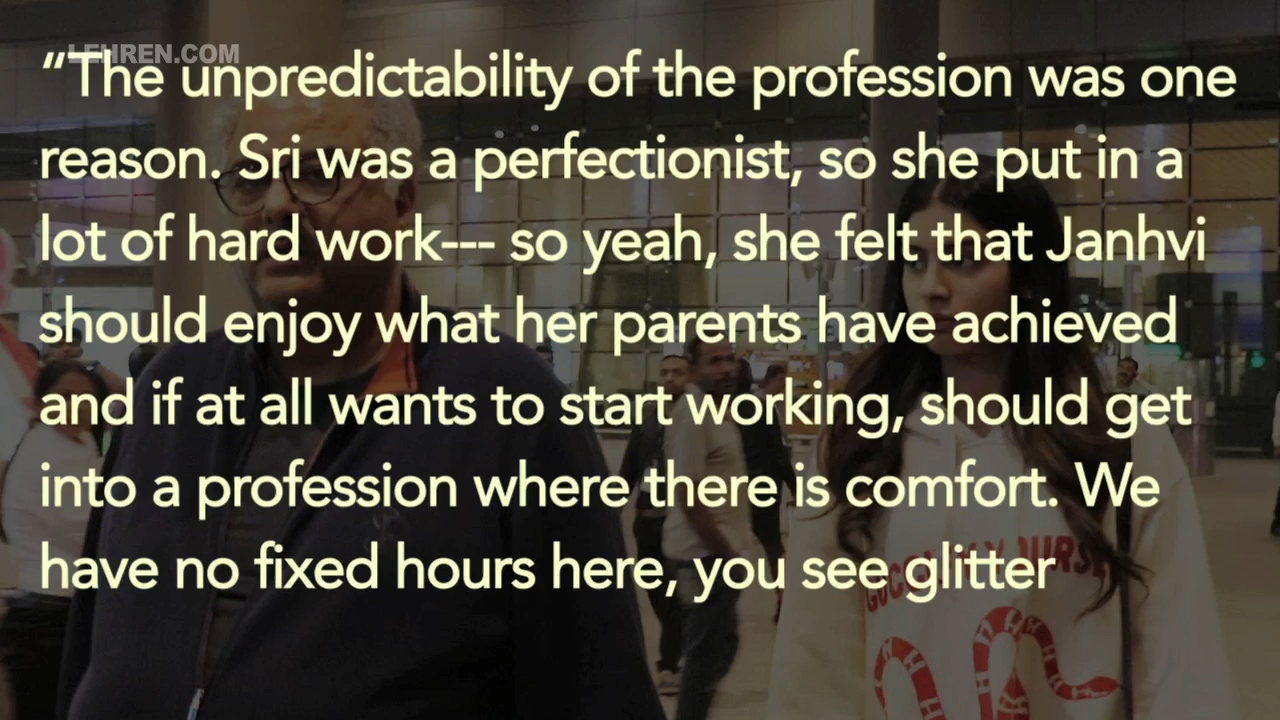 LEHREN.COM
“The unpredictability of the profession was one
reason. Sri was a perfectionist, so she put in a
lot of hard work--- so yeah, she felt that Janhvi
should enjoy what her parents have achieved
and if at all wants to start working, should get
into a profession where there is comfort. We
have no fixed hours here, you see glitter